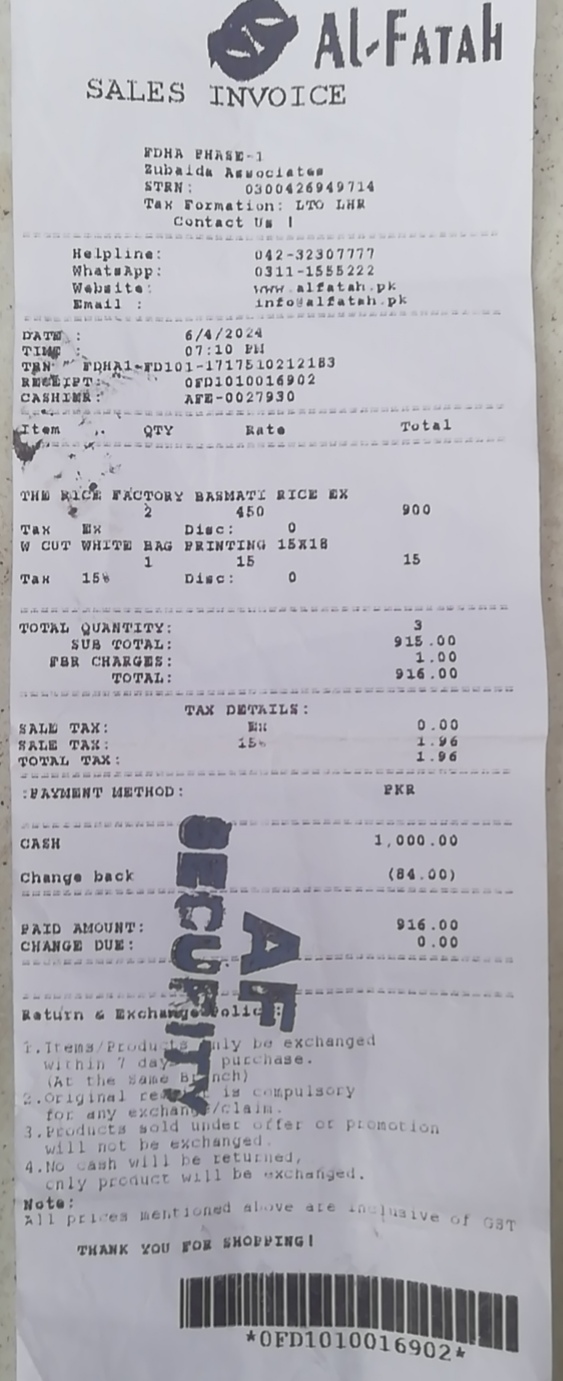 Al-Fatah
SALES INVOICE
FDHA PHASE-1
Zubaida Associates
STRN: 0300426949714
Tax Formation: LTO LHR
Contact Us !
Helpline: 042-32307777
WhatsApp: 0311-1555222
Website: www.alfatah.pk
Email : info@alfatah.pk
DATE : 6/4/2024
TIME : 07:10 PM
TRN FDHA1-FD101-1717510212183
RECEIPT: 0FD1010016902
CASHIER: AFE-0027930
Item QTY Rate Total
THE RICE FACTORY BASMATI RICE EX
2 450 900
Tax Ex Disc: 0
W CUT WHITE BAG PRINTING 15X18
1 15 15
Tax 15% Disc: 0
TOTAL QUANTITY: 3
SUB TOTAL: 915.00
FBR CHARGES: 1.00
TOTAL: 916.00
TAX DETAILS:
SALE TAX: EX 0.00
SALE TAX: 15% 1.96
TOTAL TAX: 1.96
:PAYMENT METHOD: PKR
CASH 1,000.00
Change back (84.00)
PAID AMOUNT: 916.00
CHANGE DUE: 0.00
AF
SECURITY
Return & Exchange Policy:
1.Items/Products only be exchanged
within 7 days purchase.
(At the Same Branch)
2.Original receipt is compulsory
for any exchange/claim.
3.Products sold under offer or promotion
will not be exchanged.
4.No cash will be returned,
only product will be exchanged.
Note:
All prices mentioned above are inclusive of GST
THANK YOU FOR SHOPPING!
*0FD1010016902*